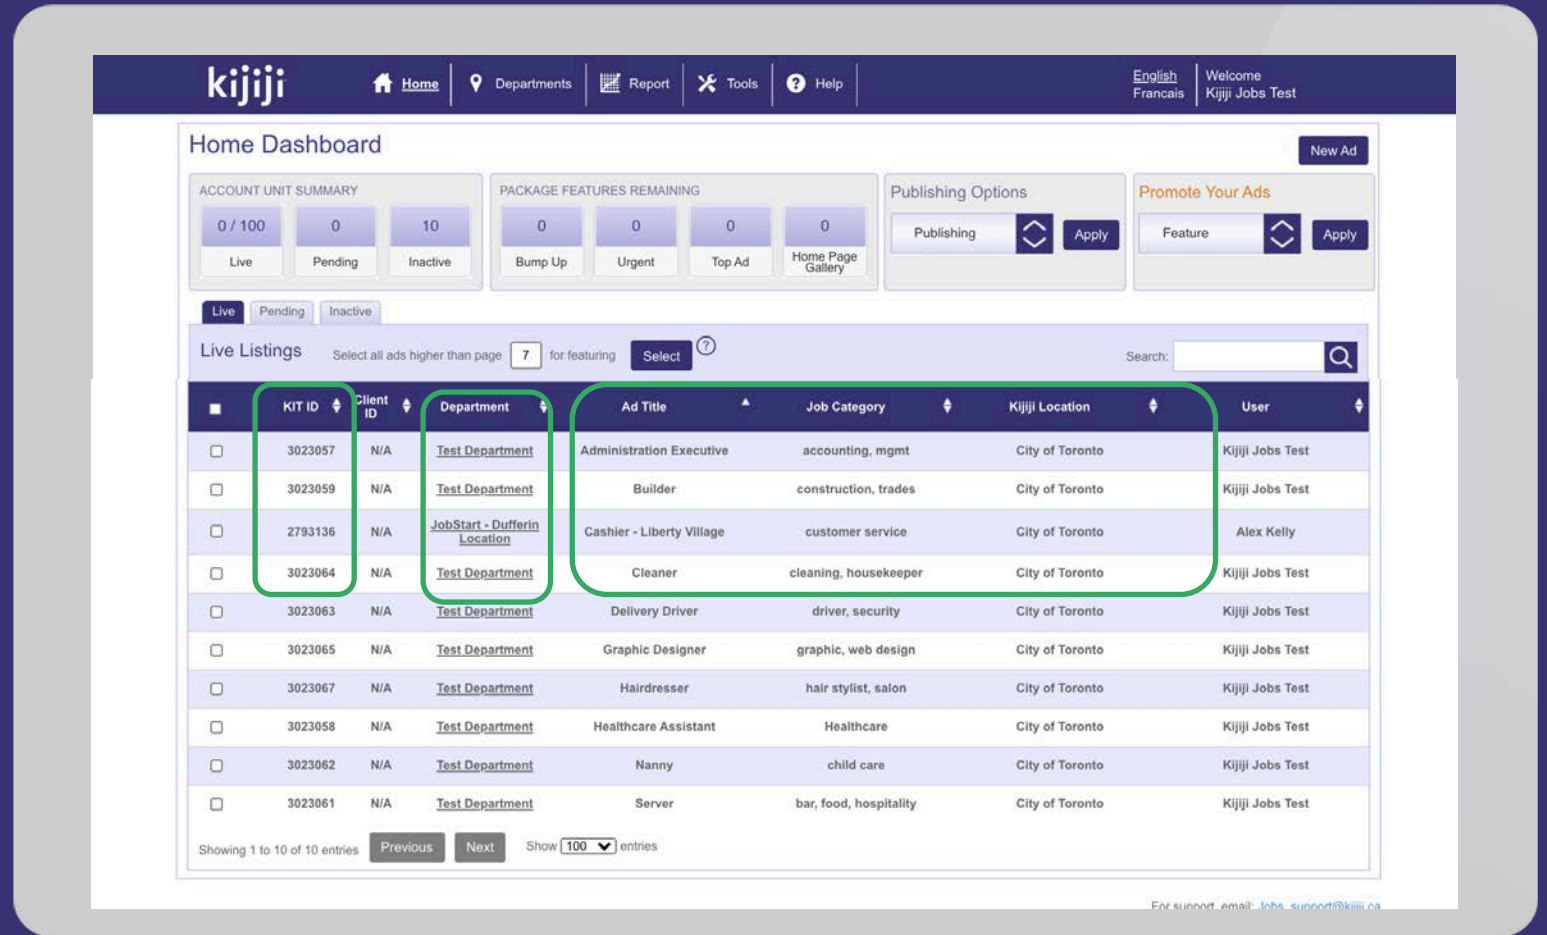 kijiji
Home
Departments
Report
Tools
Help
English
Francais
Welcome
Kijiji Jobs Test
Home Dashboard
New Ad
ACCOUNT UNIT SUMMARY
0 / 100 0 10
Live Pending Inactive
PACKAGE FEATURES REMAINING
0 0 0 0
Bump Up Urgent Top Ad Home Page
Gallery
Publishing Options
Publishing Apply
Promote Your Ads
Feature Apply
Live Pending Inactive
Live Listings Select all ads higher than page 7 for featuring Select ? Search:
KIT ID Client ID Department Ad Title Job Category Kijiji Location User
3023057 N/A Test Department Administration Executive accounting, mgmt City of Toronto Kijiji Jobs Test
3023059 N/A Test Department Builder construction, trades City of Toronto Kijiji Jobs Test
2793136 N/A JobStart - Dufferin Location Cashier - Liberty Village customer service City of Toronto Alex Kelly
3023064 N/A Test Department Cleaner cleaning, housekeeper City of Toronto Kijiji Jobs Test
3023063 N/A Test Department Delivery Driver driver, security City of Toronto Kijiji Jobs Test
3023065 N/A Test Department Graphic Designer graphic, web design City of Toronto Kijiji Jobs Test
3023067 N/A Test Department Hairdresser hair stylist, salon City of Toronto Kijiji Jobs Test
3023058 N/A Test Department Healthcare Assistant Healthcare City of Toronto Kijiji Jobs Test
3023062 N/A Test Department Nanny child care City of Toronto Kijiji Jobs Test
3023061 N/A Test Department Server bar, food, hospitality City of Toronto Kijiji Jobs Test
Showing 1 to 10 of 10 entries Previous Next Show 100 entries
For support, email: Jobs_support@kijiji.ca